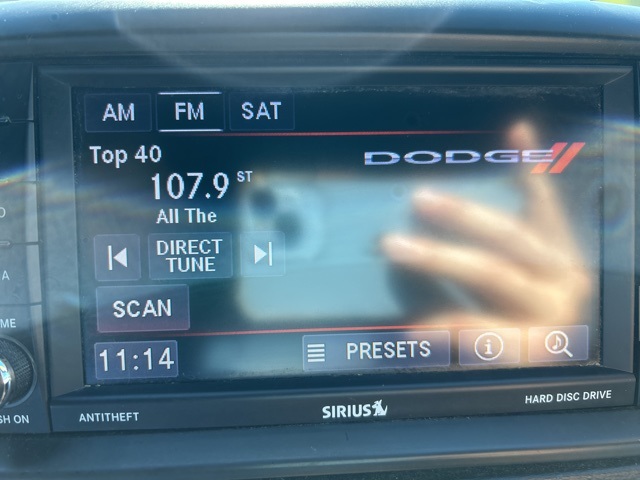 AM FM SAT
Top 40
DODGE
107.9 ST
All The
DIRECT
TUNE
SCAN
11:14
PRESETS
ANTITHEFT
SIRIUS
HARD DISC DRIVE